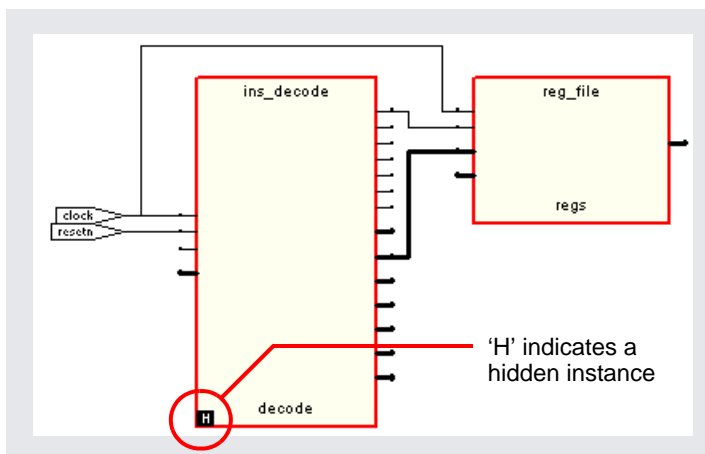 ins_decode
reg_file
clock
resetn
regs
‘H’ indicates a
hidden instance
H
decode